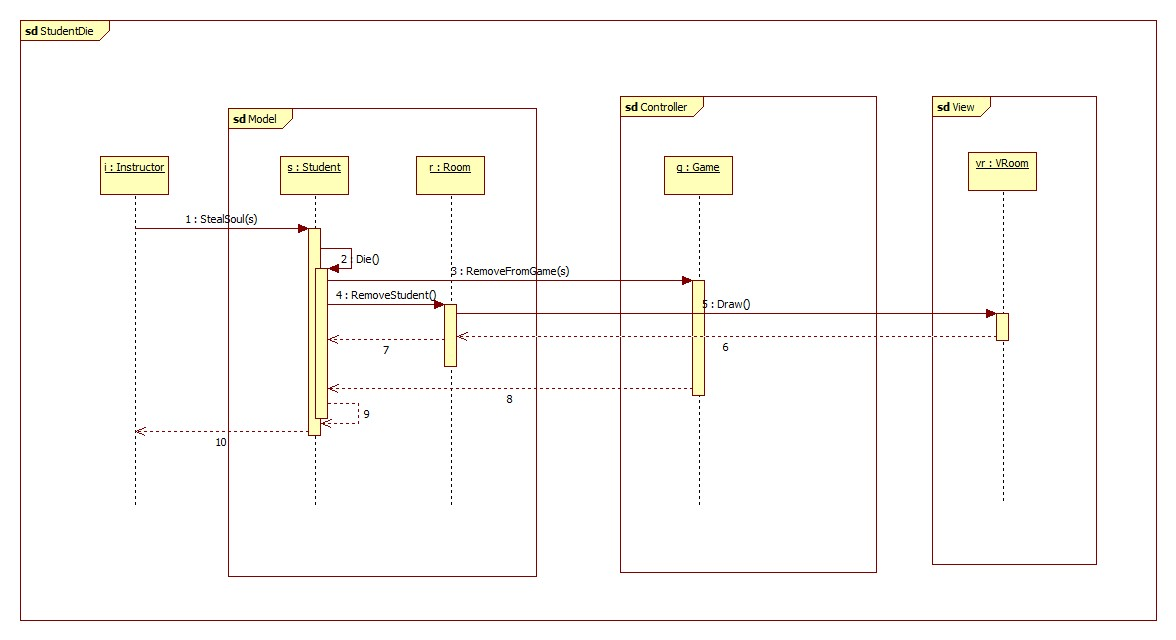 sd StudentDie
sd Model
sd Controller
sd View
i : Instructor
s : Student
r : Room
g : Game
vr : VRoom
1 : StealSoul(s)
2 : Die()
3 : RemoveFromGame(s)
4 : RemoveStudent()
5 : Draw()
6
7
8
9
10